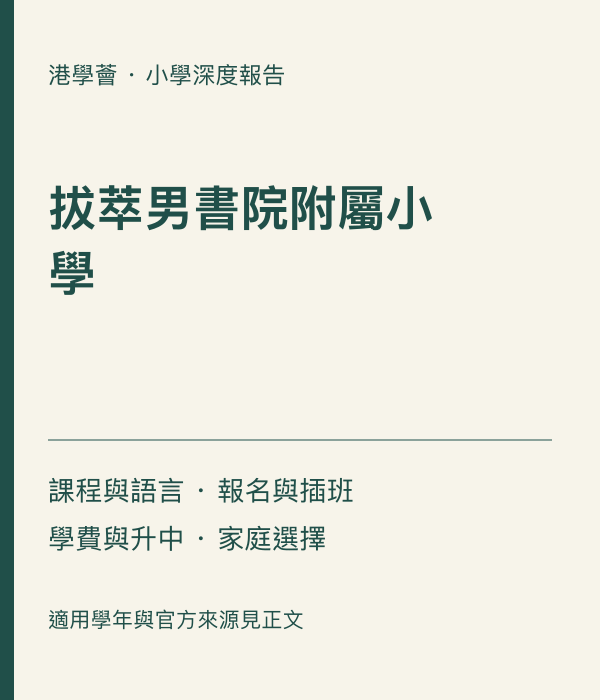 港學薈 · 小學深度報告
拔萃男書院附屬小
學
課程與語言 · 報名與插班
學費與升中 · 家庭選擇
適用學年與官方來源見正文